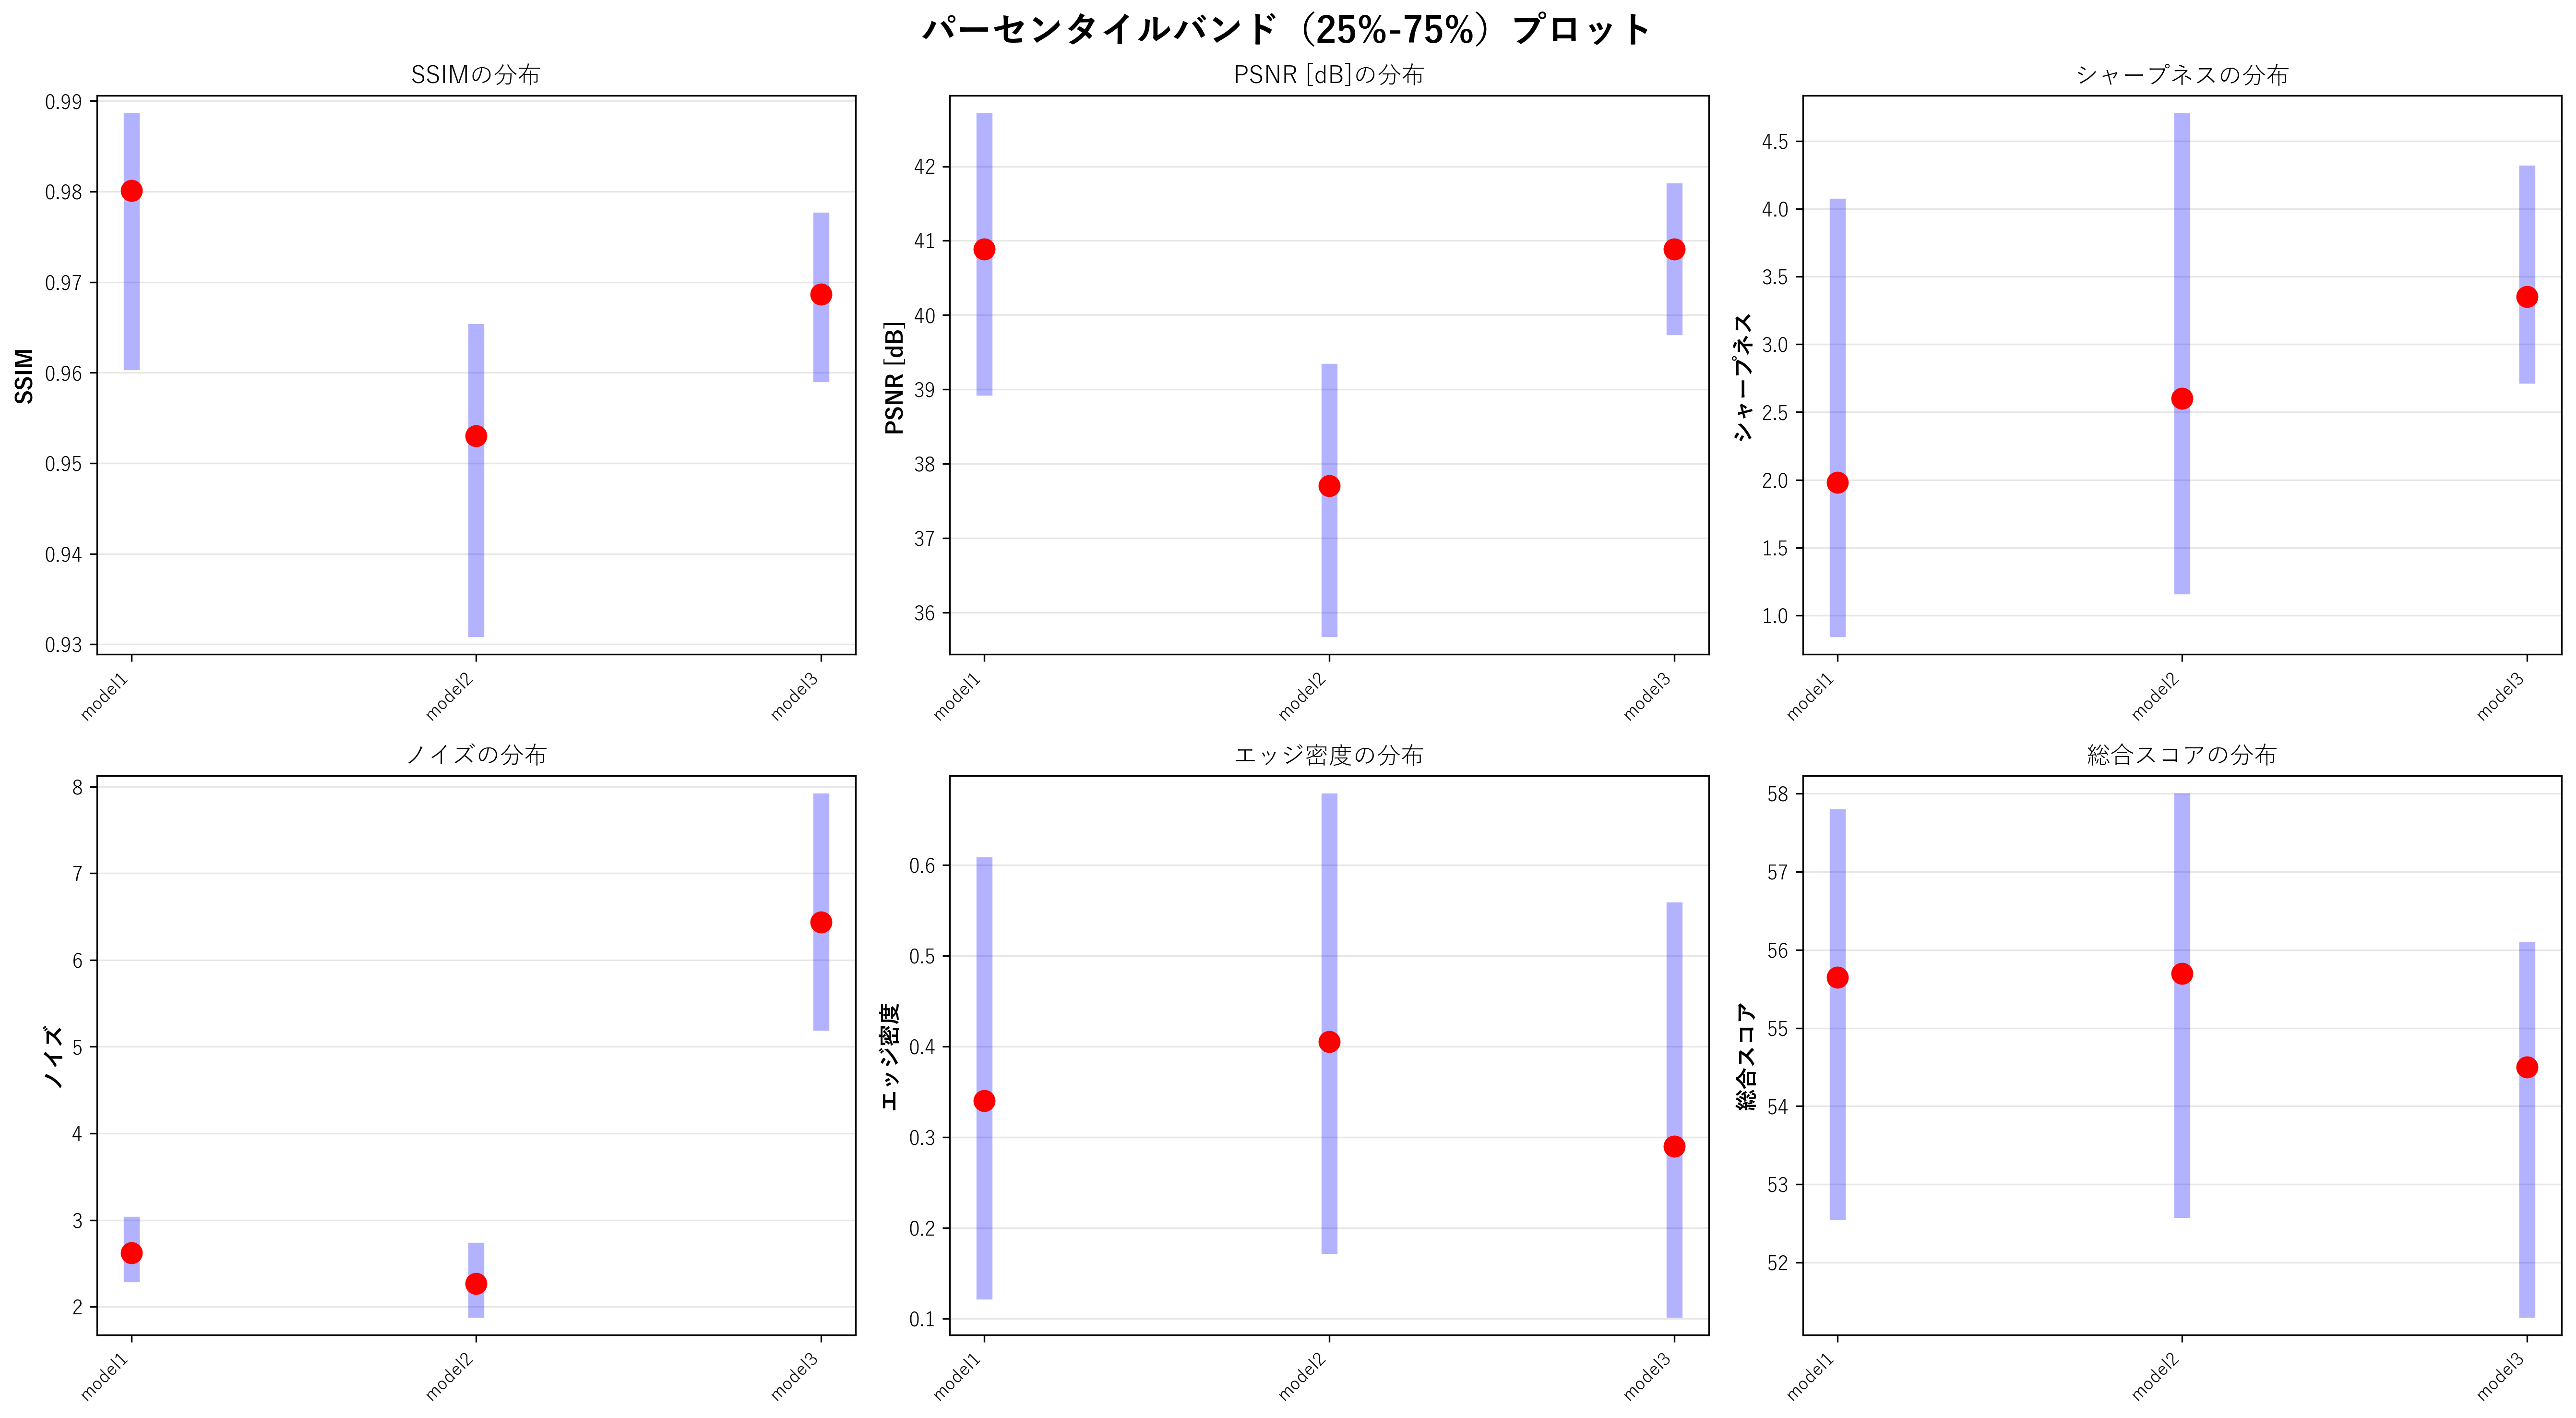 パーセンタイルバンド（25%-75%）プロット
SSIMの分布
SSIM
0.99
0.98
0.97
0.96
0.95
0.94
0.93
model1
model2
model3
PSNR [dB]の分布
PSNR [dB]
42
41
40
39
38
37
36
model1
model2
model3
シャープネスの分布
シャープネス
4.5
4.0
3.5
3.0
2.5
2.0
1.5
1.0
model1
model2
model3
ノイズの分布
ノイズ
8
7
6
5
4
3
2
model1
model2
model3
エッジ密度の分布
エッジ密度
0.6
0.5
0.4
0.3
0.2
0.1
model1
model2
model3
総合スコアの分布
総合スコア
58
57
56
55
54
53
52
model1
model2
model3